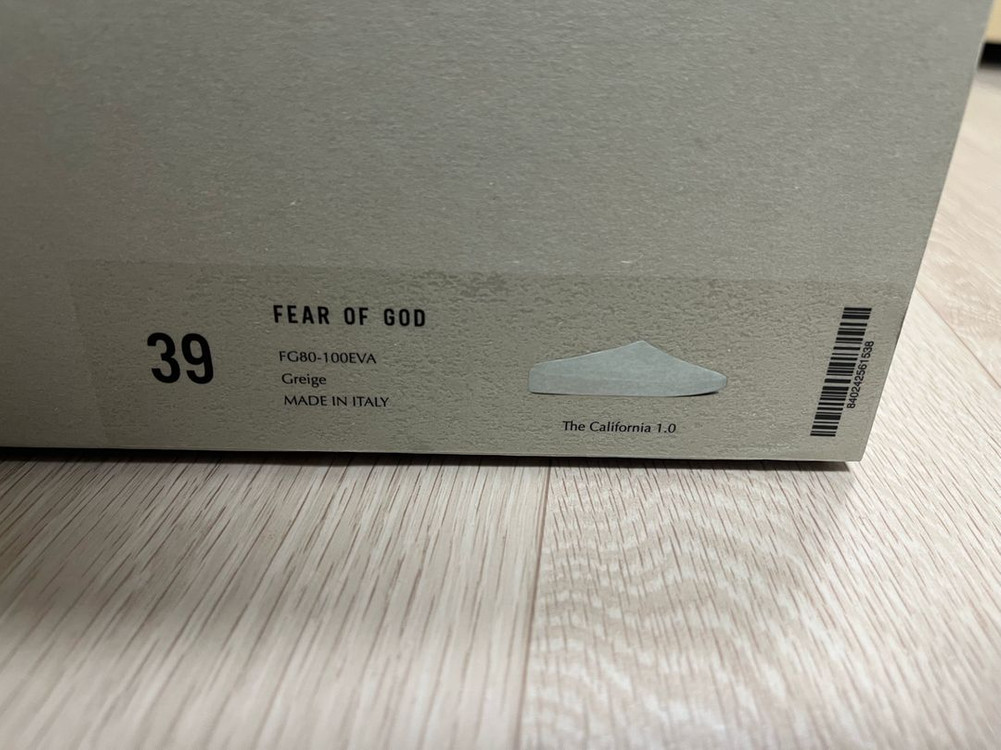 39
FEAR OF GOD
FG80-100EVA
Greige
MADE IN ITALY
The California 1.0
840242561538